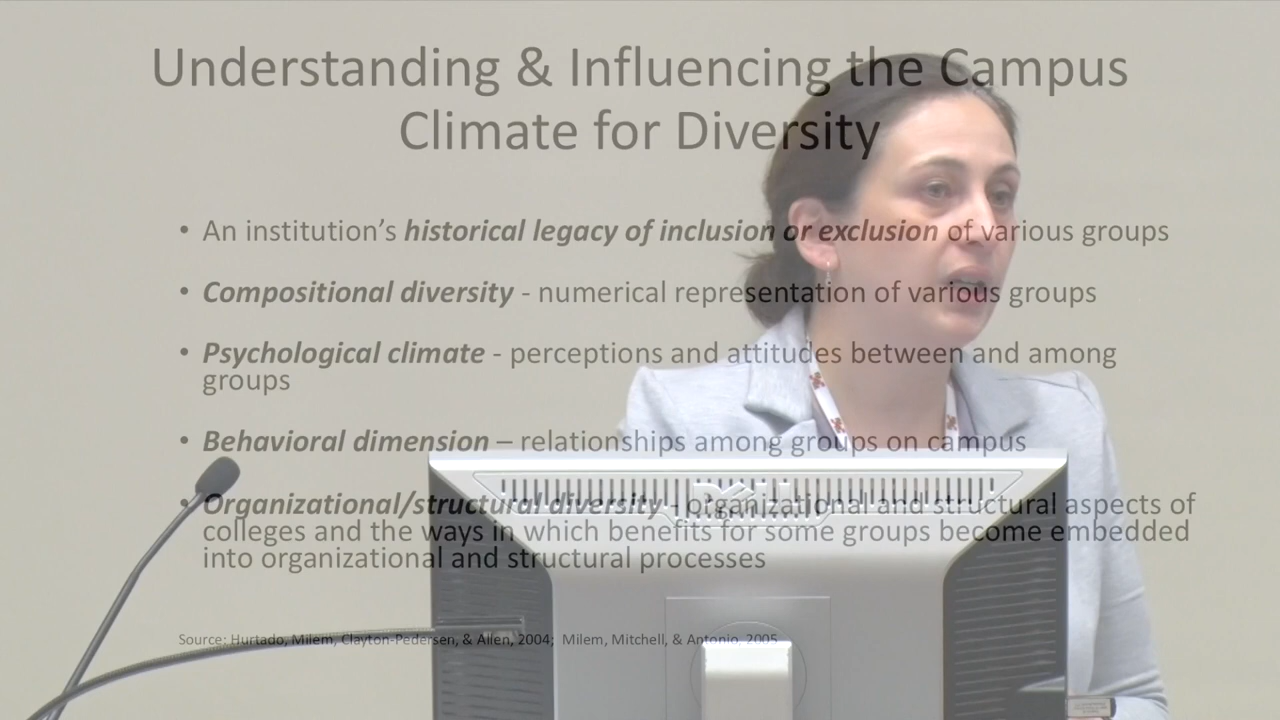 Understanding & Influencing the Campus
Climate for Diversity
• An institution's historical legacy of inclusion or exclusion of various groups
• Compositional diversity - numerical representation of various groups
• Psychological climate - perceptions and attitudes between and among
groups
• Behavioral dimension – relationships among groups on campus
• Organizational/structural diversity - organizational and structural aspects of
colleges and the ways in which benefits for some groups become embedded
into organizational and structural processes
DELL
Source: Hurtado, Milem, Clayton-Pedersen, & Allen, 2004;  Milem, Mitchell, & Antonio, 2005